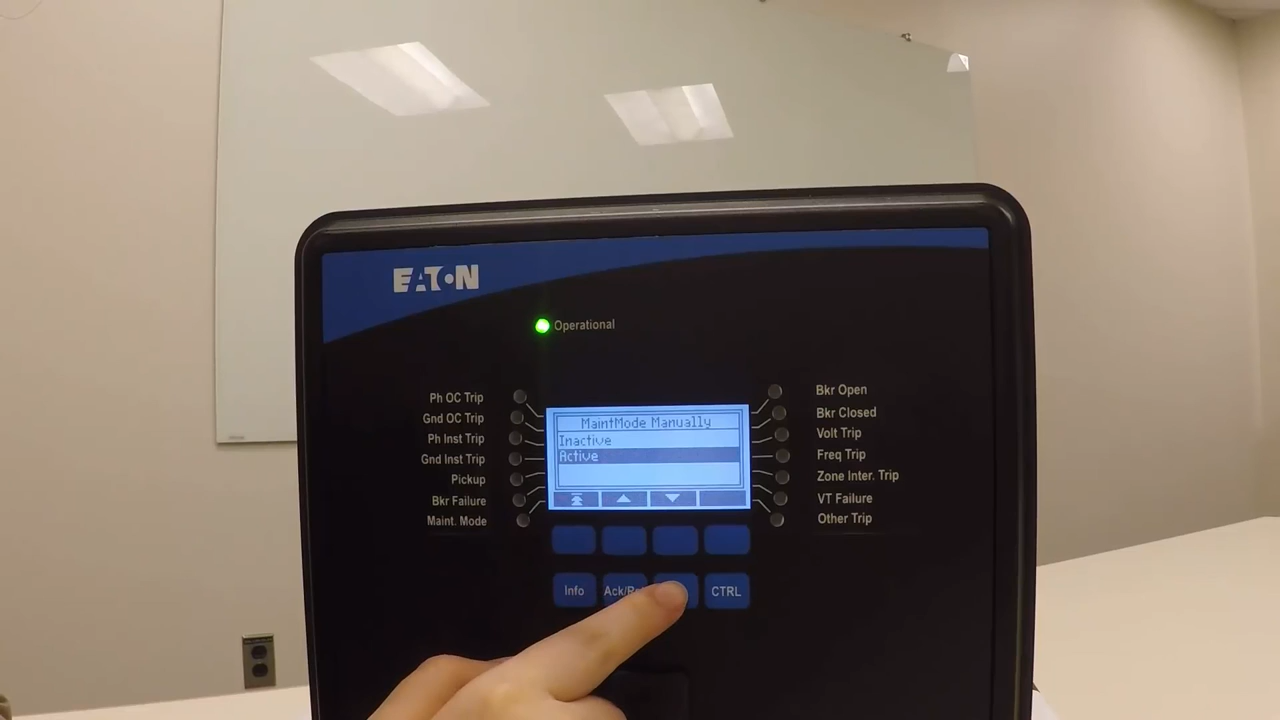 EATON
Operational
Ph OC Trip
Gnd OC Trip
Ph Inst Trip
Gnd Inst Trip
Pickup
Bkr Failure
Maint. Mode
MaintMode Manually
Inactive
Active
Bkr Open
Bkr Closed
Volt Trip
Freq Trip
Zone Inter. Trip
VT Failure
Other Trip
Info
CTRL